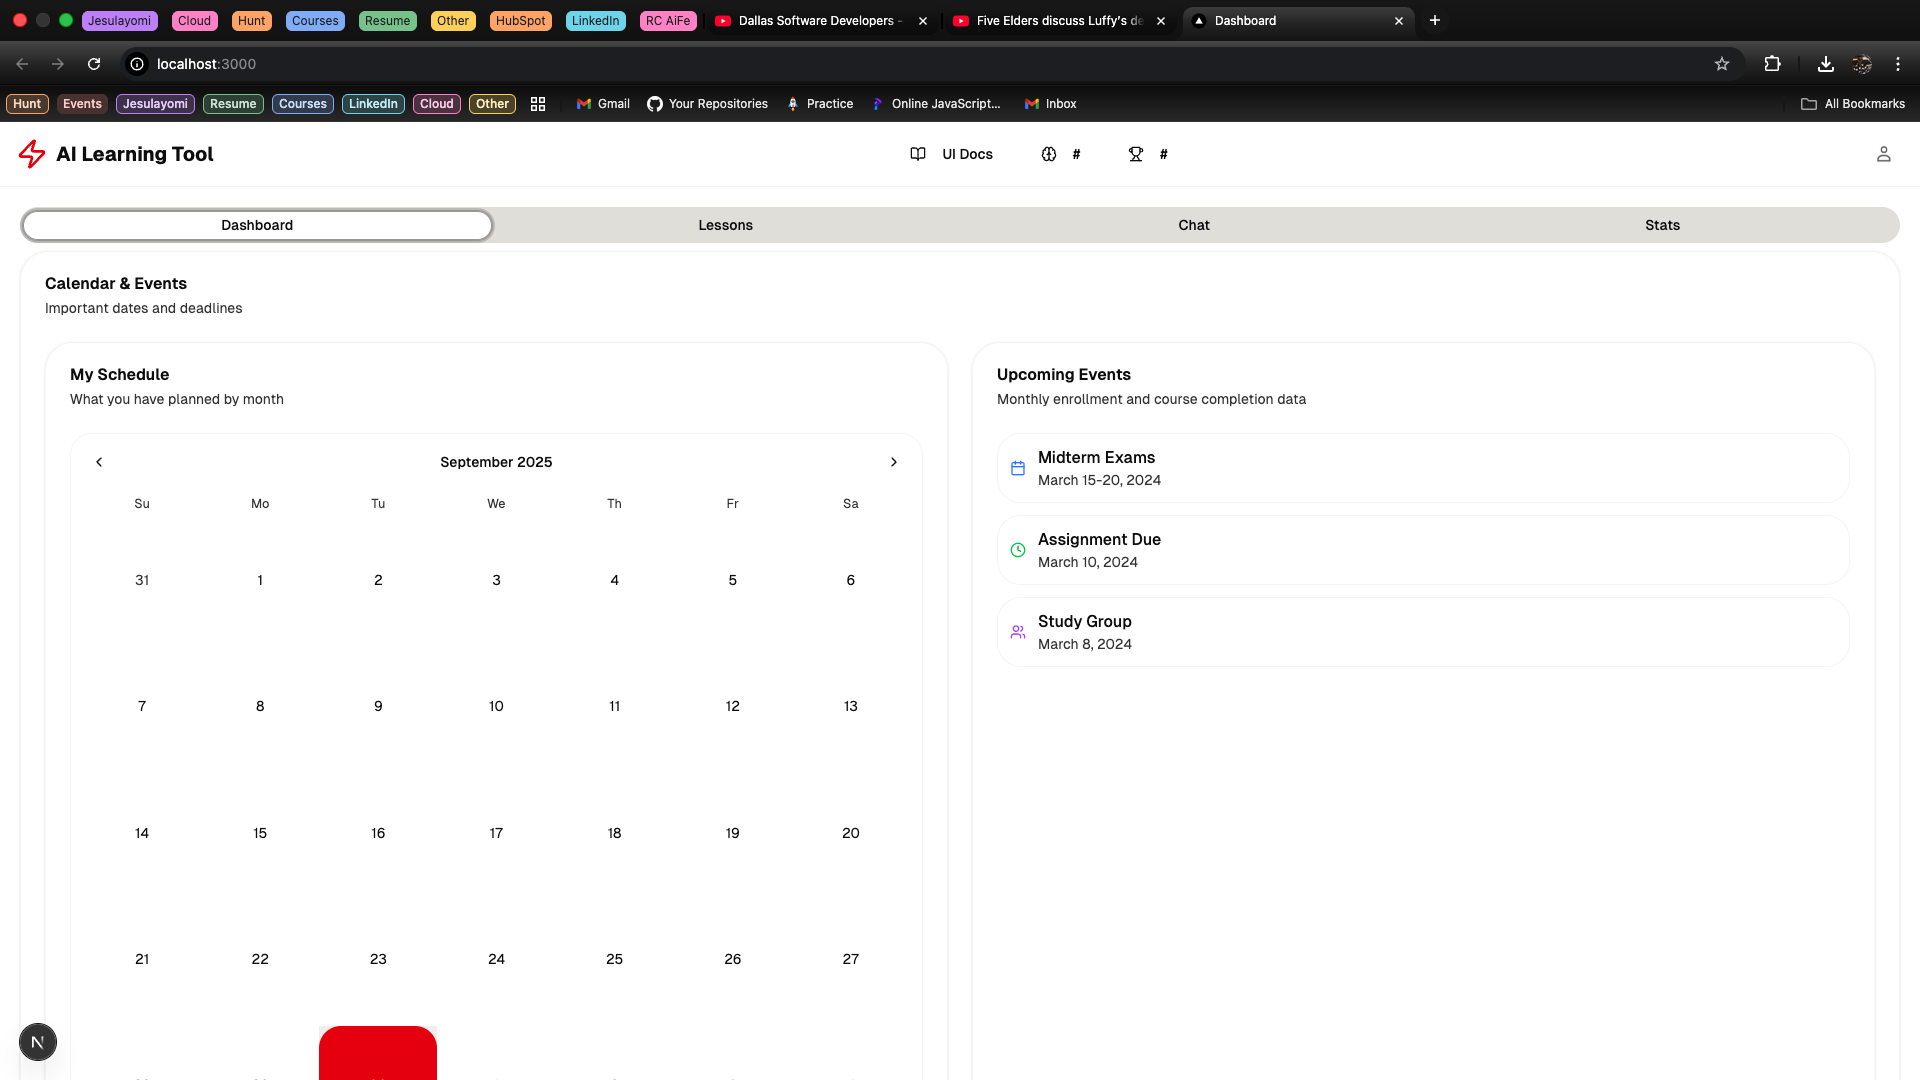 Jesulayomi Cloud Hunt Courses Resume Other HubSpot LinkedIn RC AiFe Dallas Software Developers - Five Elders discuss Luffy's de Dashboard
localhost:3000
Hunt Events Jesulayomi Resume Courses LinkedIn Cloud Other Gmail Your Repositories Practice Online JavaScript... Inbox All Bookmarks
AI Learning Tool UI Docs # #
Dashboard Lessons Chat Stats
Calendar & Events
Important dates and deadlines
My Schedule
What you have planned by month
September 2025
Su Mo Tu We Th Fr Sa
31 1 2 3 4 5 6
7 8 9 10 11 12 13
14 15 16 17 18 19 20
21 22 23 24 25 26 27
Upcoming Events
Monthly enrollment and course completion data
Midterm Exams
March 15-20, 2024
Assignment Due
March 10, 2024
Study Group
March 8, 2024
N